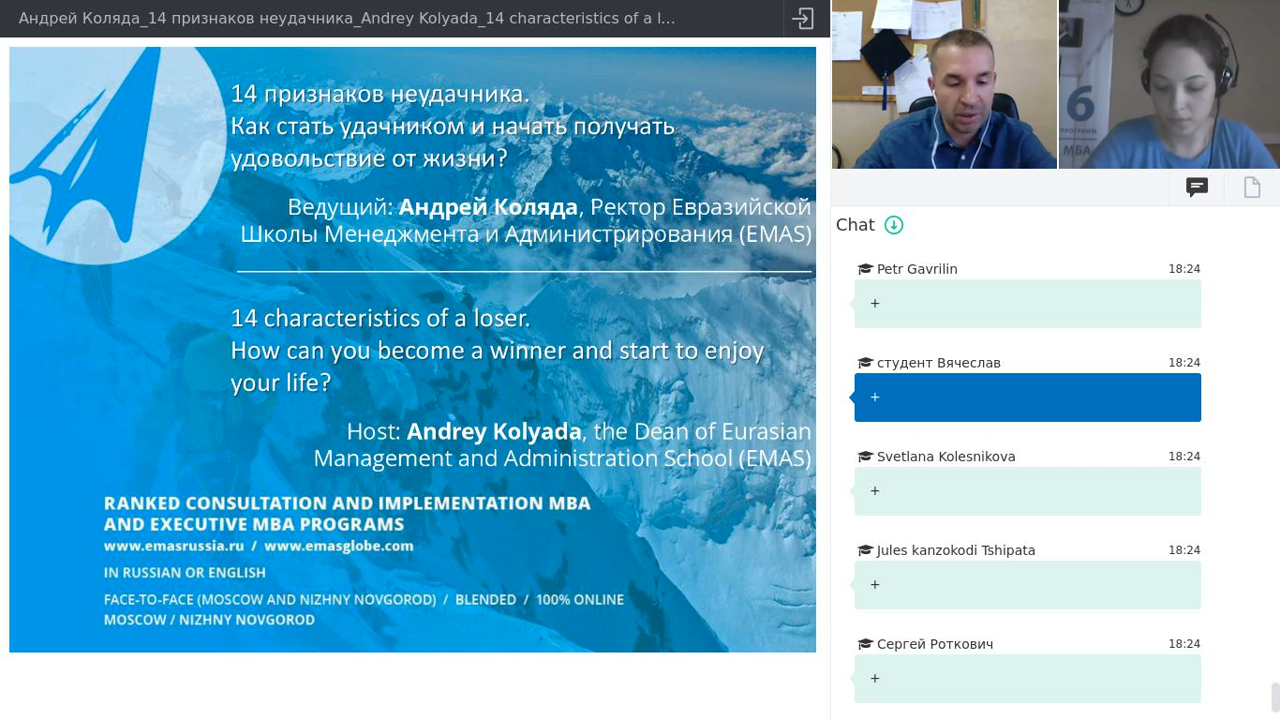 Андрей Коляда_14 признаков неудачника_Andrey Kolyada_14 characteristics of a l...
14 признаков неудачника.
Как стать удачником и начать получать
удовольствие от жизни?
Ведущий: Андрей Коляда, Ректор Евразийской
Школы Менеджмента и Администрирования (EMAS)
14 characteristics of a loser.
How can you become a winner and start to enjoy
your life?
Host: Andrey Kolyada, the Dean of Eurasian
Management and Administration School (EMAS)
RANKED CONSULTATION AND IMPLEMENTATION MBA
AND EXECUTIVE MBA PROGRAMS
www.emasrussia.ru / www.emasglobe.com
IN RUSSIAN OR ENGLISH
FACE-TO-FACE (MOSCOW AND NIZHNY NOVGOROD) / BLENDED / 100% ONLINE
MOSCOW / NIZHNY NOVGOROD
6
ПРОГРАММ
МБА
Chat
Petr Gavrilin 18:24
+
студент Вячеслав 18:24
+
Svetlana Kolesnikova 18:24
+
Jules kanzokodi Tshipata 18:24
+
Сергей Роткович 18:24
+